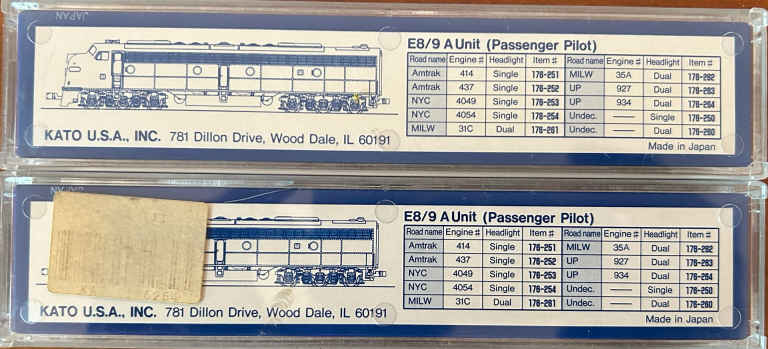 JAPAN
E8/9 A Unit (Passenger Pilot)
Road name Engine # Headlight Item # Road name Engine # Headlight Item #
Amtrak 414 Single 176-251 MILW 35A Dual 176-262
Amtrak 437 Single 176-252 UP 927 Dual 176-263
NYC 4049 Single 176-253 UP 934 Dual 176-264
NYC 4054 Single 176-254 Undec. — Single 176-250
MILW 31C Dual 176-261 Undec. — Dual 176-260
KATO U.S.A., INC. 781 Dillon Drive, Wood Dale, IL 60191
Made in Japan
JAPAN
E8/9 A Unit (Passenger Pilot)
Road name Engine # Headlight Item # Road name Engine # Headlight Item #
Amtrak 414 Single 176-251 MILW 35A Dual 176-262
Amtrak 437 Single 176-252 UP 927 Dual 176-263
NYC 4049 Single 176-253 UP 934 Dual 176-264
NYC 4054 Single 176-254 Undec. — Single 176-250
MILW 31C Dual 176-261 Undec. — Dual 176-260
KATO U.S.A., INC. 781 Dillon Drive, Wood Dale, IL 60191
Made in Japan